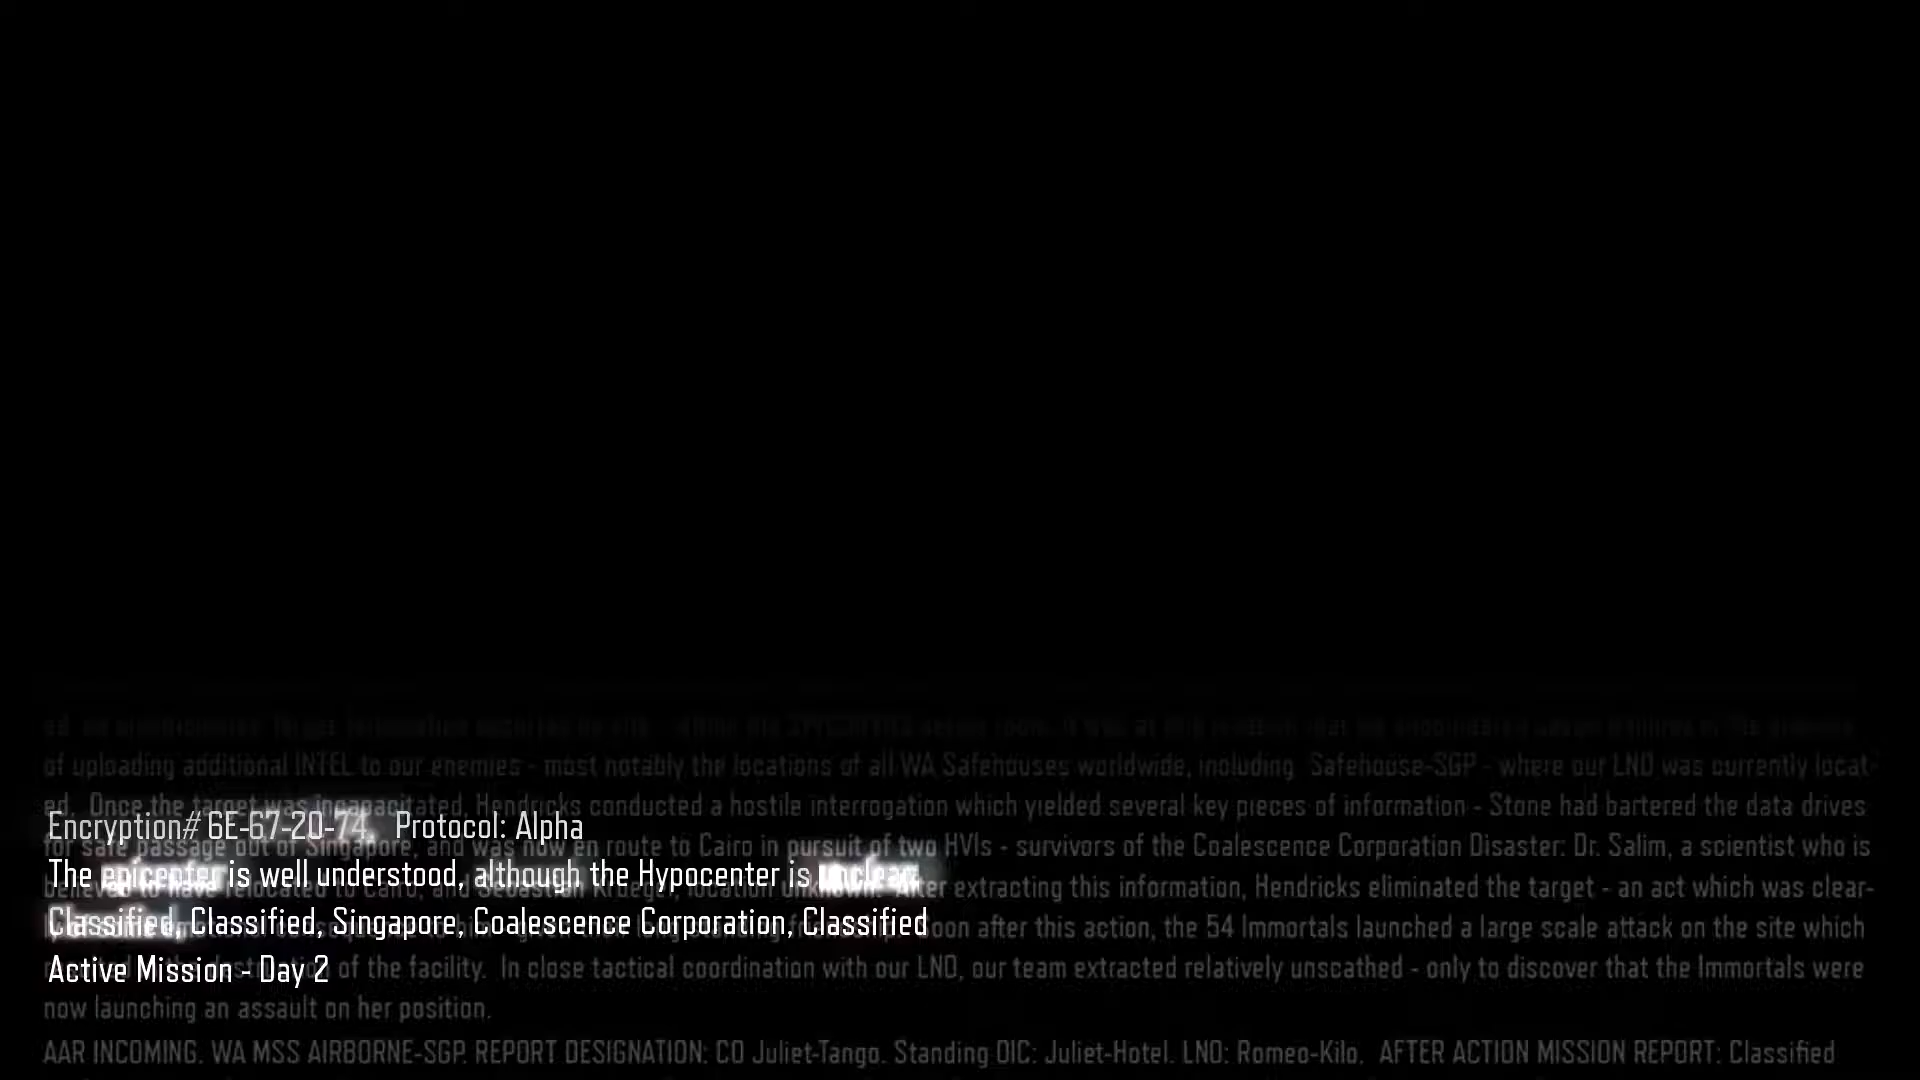 of uploading additional INTEL to our enemies - most notably the locations of all WA Safehouses worldwide, including Safehouse-SGP - where our LNO was currently locat-
ed. Once the target was incapacitated, Hendricks conducted a hostile interrogation which yielded several key pieces of information - Stone had bartered the data drives
Encryption# 6E-67-20-74. Protocol: Alpha
for safe passage out of Singapore, and was now en route to Cairo in pursuit of two HVIs - survivors of the Coalescence Corporation Disaster: Dr. Salim, a scientist who is
The epicenter is well understood, although the Hypocenter is unclear.
extracting this information, Hendricks eliminated the target - an act which was clear-
Classified, Classified, Singapore, Coalescence Corporation, Classified
after this action, the 54 Immortals launched a large scale attack on the site which
Active Mission - Day 2
of the facility. In close tactical coordination with our LNO, our team extracted relatively unscathed - only to discover that the Immortals were
now launching an assault on her position.
AAR INCOMING. WA MSS AIRBORNE-SGP. REPORT DESIGNATION: CO Juliet-Tango. Standing OIC: Juliet-Hotel. LNO: Romeo-Kilo. AFTER ACTION MISSION REPORT: Classified